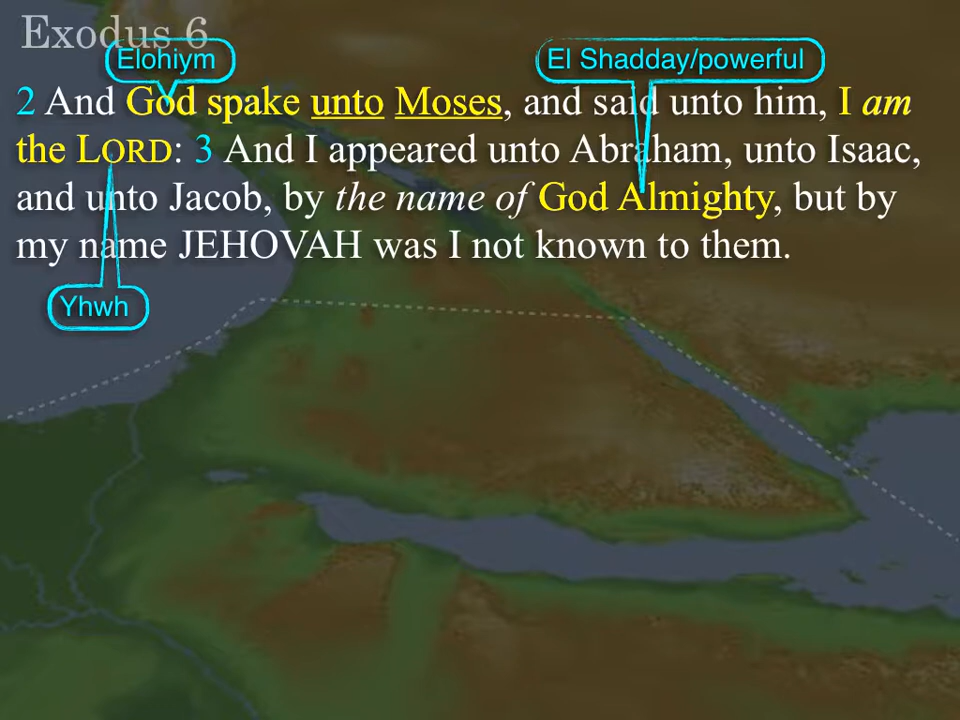 Exodus 6
Elohiym
El Shadday/powerful
2 And God spake unto Moses, and said unto him, I am
the LORD: 3 And I appeared unto Abraham, unto Isaac,
and unto Jacob, by the name of God Almighty, but by
my name JEHOVAH was I not known to them.
Yhwh